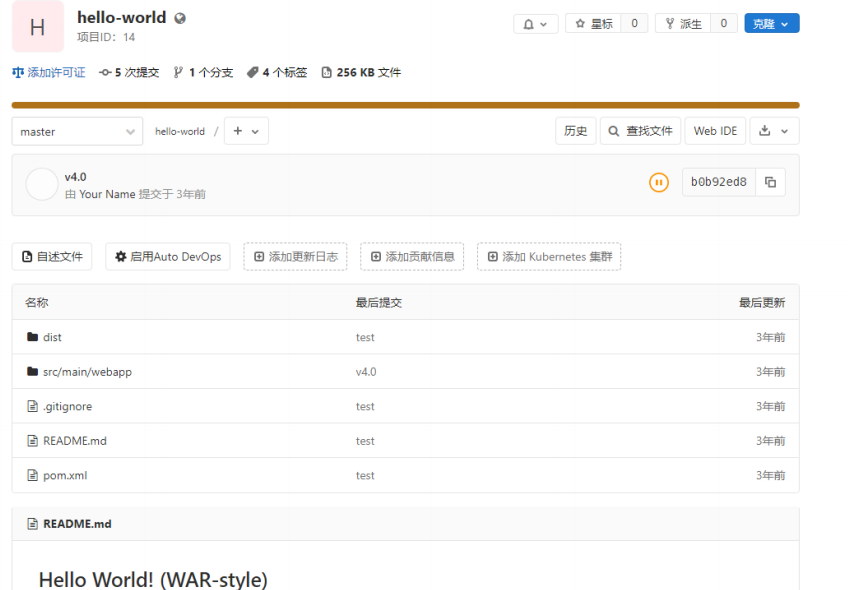 H
hello-world
项目ID: 14
星标 0
派生 0
克隆
添加许可证 5 次提交 1 个分支 4 个标签 256 KB 文件
master
hello-world / +
历史
查找文件
Web IDE
v4.0
由 Your Name 提交于 3年前
b0b92ed8
自述文件
启用Auto DevOps
添加更新日志
添加贡献信息
添加 Kubernetes 集群
名称 最后提交 最后更新
dist test 3年前
src/main/webapp v4.0 3年前
.gitignore test 3年前
README.md test 3年前
pom.xml test 3年前
README.md
Hello World! (WAR-style)